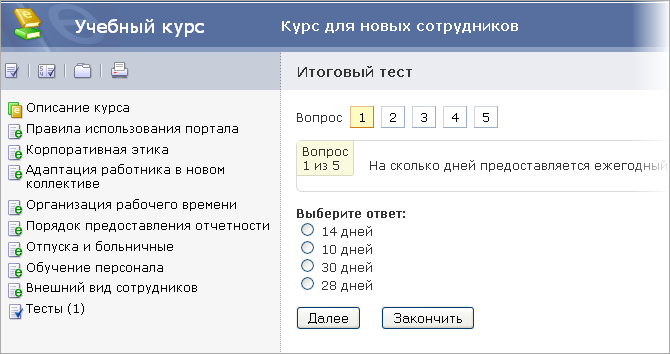 Учебный курс
Курс для новых сотрудников
Описание курса
Правила использования портала
Корпоративная этика
Адаптация работника в новом
коллективе
Организация рабочего времени
Порядок предоставления отчетности
Отпуска и больничные
Обучение персонала
Внешний вид сотрудников
Тесты (1)
Итоговый тест
Вопрос 1 2 3 4 5
Вопрос
1 из 5
На сколько дней предоставляется ежегодный
Выберите ответ:
14 дней
10 дней
30 дней
28 дней
Далее Закончить